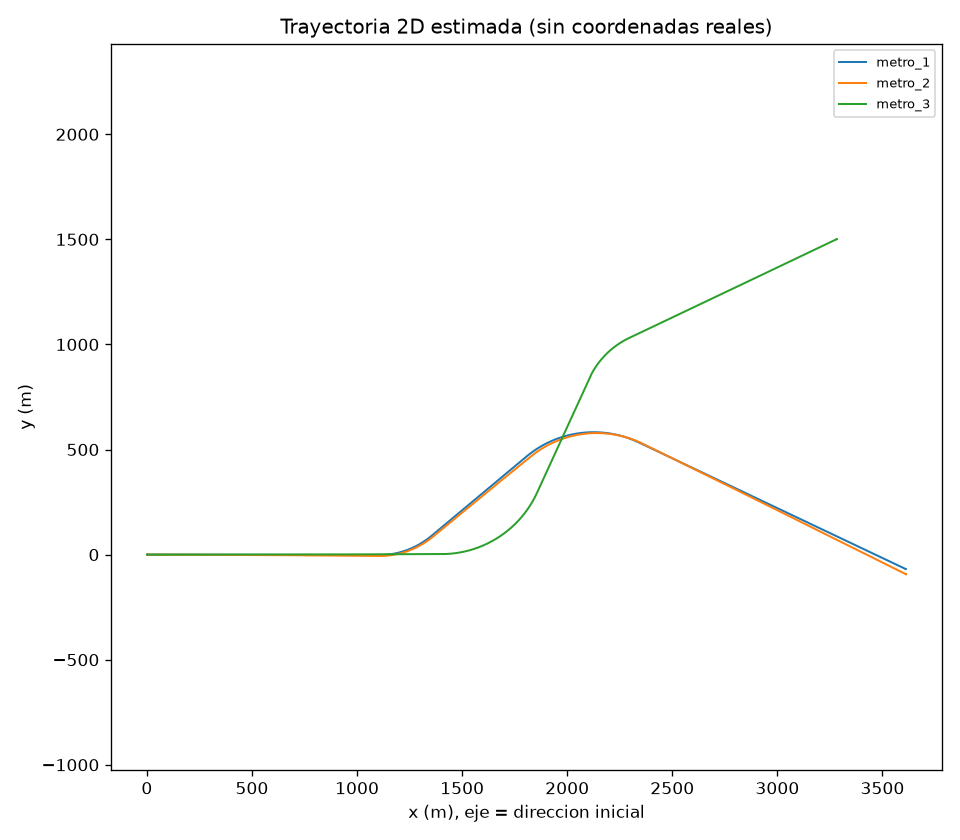 Trayectoria 2D estimada (sin coordenadas reales)
metro_1
metro_2
metro_3
2000
1500
1000
500
0
−500
−1000
y (m)
0 500 1000 1500 2000 2500 3000 3500
x (m), eje = direccion inicial